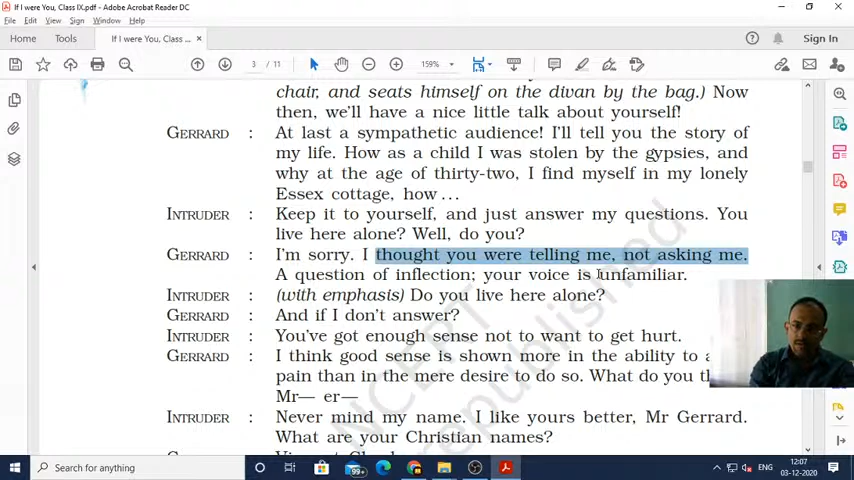 If I were You, Class IX.pdf - Adobe Acrobat Reader DC
File Edit View Sign Window Help
Home Tools If I were You, Class ... × Sign In
3 / 11 159%
chair, and seats himself on the divan by the bag.) Now
then, we'll have a nice little talk about yourself!
GERRARD : At last a sympathetic audience! I'll tell you the story of
my life. How as a child I was stolen by the gypsies, and
why at the age of thirty-two, I find myself in my lonely
Essex cottage, how ...
INTRUDER : Keep it to yourself, and just answer my questions. You
live here alone? Well, do you?
GERRARD : I'm sorry. I thought you were telling me, not asking me.
A question of inflection; your voice is unfamiliar.
INTRUDER : (with emphasis) Do you live here alone?
GERRARD : And if I don't answer?
INTRUDER : You've got enough sense not to want to get hurt.
GERRARD : I think good sense is shown more in the ability to
pain than in the mere desire to do so. What do you
Mr— er—
INTRUDER : Never mind my name. I like yours better, Mr Gerrard.
What are your Christian names?
NCERT
republished
Search for anything
99+
ENG
12:07
03-12-2020